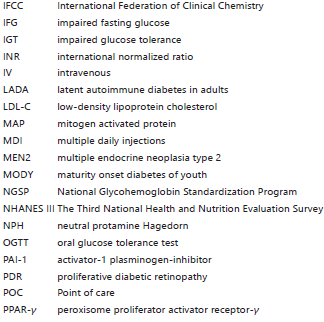 IFCC International Federation of Clinical Chemistry
IFG impaired fasting glucose
IGT impaired glucose tolerance
INR international normalized ratio
IV intravenous
LADA latent autoimmune diabetes in adults
LDL-C low-density lipoprotein cholesterol
MAP mitogen activated protein
MDI multiple daily injections
MEN2 multiple endocrine neoplasia type 2
MODY maturity onset diabetes of youth
NGSP National Glycohemoglobin Standardization Program
NHANES III The Third National Health and Nutrition Evaluation Survey
NPH neutral protamine Hagedorn
OGTT oral glucose tolerance test
PAI-1 activator-1 plasminogen-inhibitor
PDR proliferative diabetic retinopathy
POC Point of care
PPAR-γ peroxisome proliferator activator receptor-γ